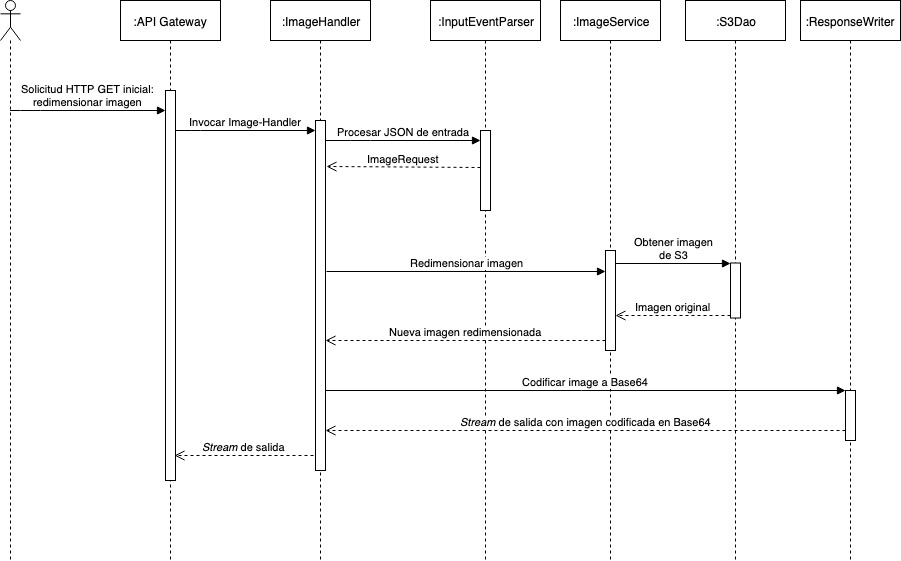 :API Gateway
:ImageHandler
:InputEventParser
:ImageService
:S3Dao
:ResponseWriter
Solicitud HTTP GET inicial:
redimensionar imagen
Invocar Image-Handler
Procesar JSON de entrada
ImageRequest
Obtener imagen
de S3
Redimensionar imagen
Imagen original
Nueva imagen redimensionada
Codificar image a Base64
Stream de salida con imagen codificada en Base64
Stream de salida